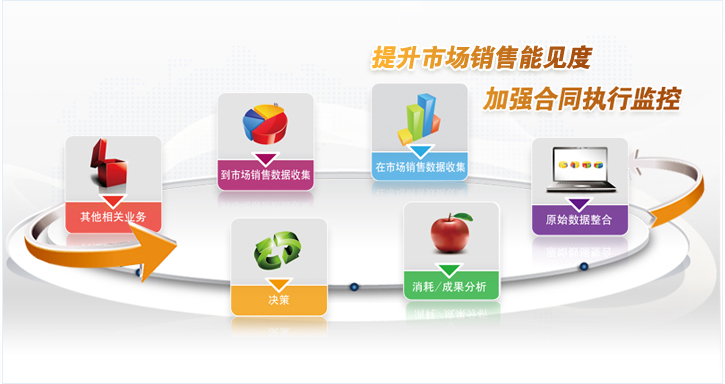 提升市场销售能见度
加强合同执行监控
到市场销售数据收集
在市场销售数据收集
其他相关业务
原始数据整合
决策
消耗/成果分析